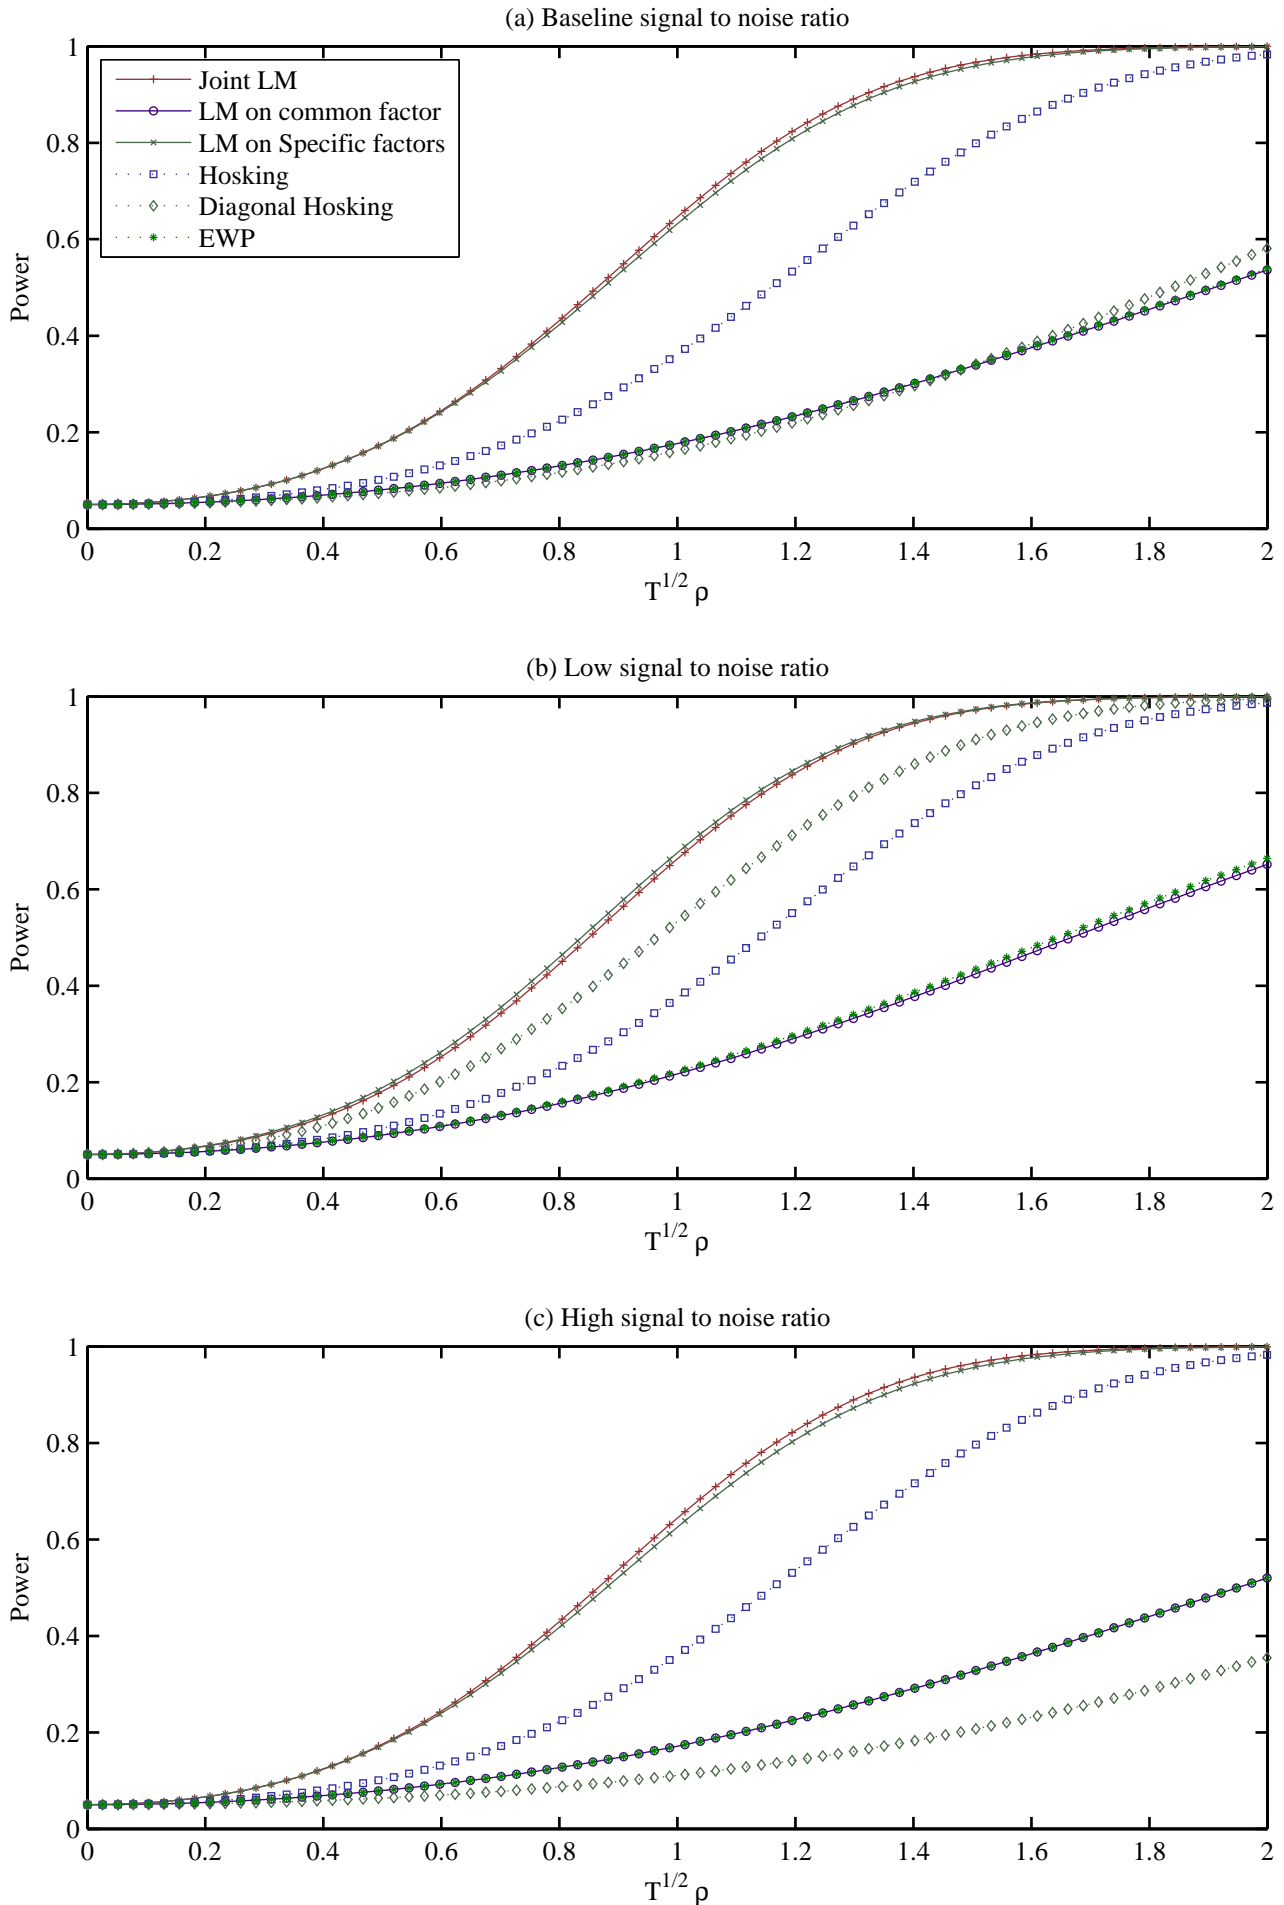 (a) Baseline signal to noise ratio
1
0.8
0.6
0.4
0.2
0
Power
Joint LM
LM on common factor
LM on Specific factors
Hosking
Diagonal Hosking
EWP
0 0.2 0.4 0.6 0.8 1 1.2 1.4 1.6 1.8 2
T^{1/2} ρ
(b) Low signal to noise ratio
1
0.8
0.6
0.4
0.2
0
Power
0 0.2 0.4 0.6 0.8 1 1.2 1.4 1.6 1.8 2
T^{1/2} ρ
(c) High signal to noise ratio
1
0.8
0.6
0.4
0.2
0
Power
0 0.2 0.4 0.6 0.8 1 1.2 1.4 1.6 1.8 2
T^{1/2} ρ